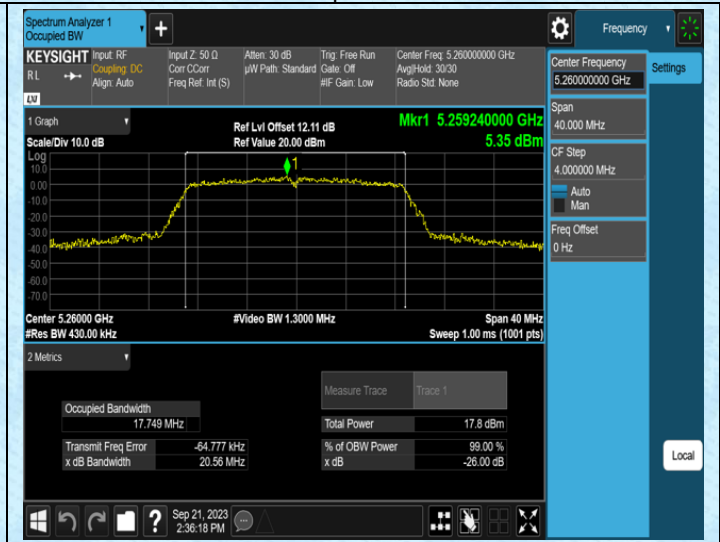 Spectrum Analyzer 1
Occupied BW
+
Frequency
KEYSIGHT
RL
LXI
Input: RF
Coupling: DC
Align: Auto
Input Z: 50 Ω
Corr CCorr
Freq Ref: Int (S)
Atten: 30 dB
µW Path: Standard
Trig: Free Run
Gate: Off
#IF Gain: Low
Center Freq: 5.260000000 GHz
Avg|Hold: 30/30
Radio Std: None
Center Frequency
5.260000000 GHz
Settings
Span
40.000 MHz
CF Step
4.000000 MHz
Auto
Man
Freq Offset
0 Hz
1 Graph
Scale/Div 10.0 dB
Ref Lvl Offset 12.11 dB
Ref Value 20.00 dBm
Mkr1 5.259240000 GHz
5.35 dBm
Log
10.0
0.00
-10.0
-20.0
-30.0
-40.0
-50.0
-60.0
-70.0
1
Center 5.26000 GHz
#Res BW 430.00 kHz
#Video BW 1.3000 MHz
Span 40 MHz
Sweep 1.00 ms (1001 pts)
2 Metrics
Measure Trace Trace 1
Occupied Bandwidth
17.749 MHz
Total Power 17.8 dBm
Transmit Freq Error -64.777 kHz
% of OBW Power 99.00 %
x dB Bandwidth 20.56 MHz
x dB -26.00 dB
Local
?
Sep 21, 2023
2:36:18 PM